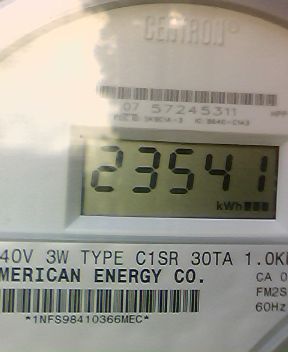 CENTRON®
07 57245311
23541
kWh
40V 3W TYPE C1SR 30TA 1.0K
MERICAN ENERGY CO.
CA 0
FM2S
60Hz
*1NFS98410366MEC*